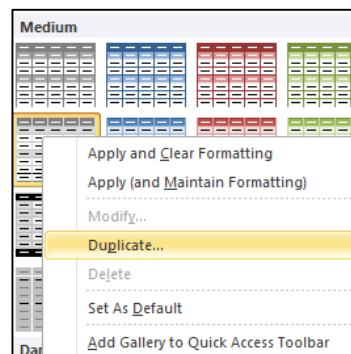 Medium
Apply and Clear Formatting
Apply (and Maintain Formatting)
Modify...
Duplicate...
Delete
Set As Default
Add Gallery to Quick Access Toolbar
Dar